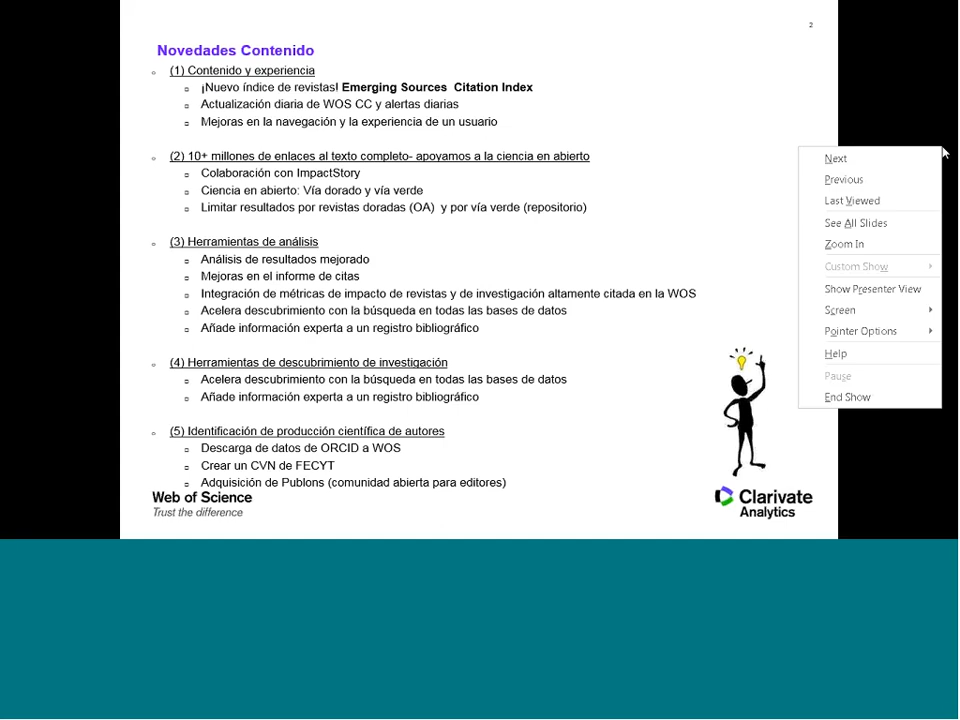 2
Novedades Contenido
(1) Contenido y experiencia
¡Nuevo índice de revistas! Emerging Sources Citation Index
Actualización diaria de WOS CC y alertas diarias
Mejoras en la navegación y la experiencia de un usuario
(2) 10+ millones de enlaces al texto completo- apoyamos a la ciencia en abierto
Colaboración con ImpactStory
Ciencia en abierto: Vía dorado y vía verde
Limitar resultados por revistas doradas (OA) y por vía verde (repositorio)
(3) Herramientas de análisis
Análisis de resultados mejorado
Mejoras en el informe de citas
Integración de métricas de impacto de revistas y de investigación altamente citada en la WOS
Acelera descubrimiento con la búsqueda en todas las bases de datos
Añade información experta a un registro bibliográfico
(4) Herramientas de descubrimiento de investigación
Acelera descubrimiento con la búsqueda en todas las bases de datos
Añade información experta a un registro bibliográfico
(5) Identificación de producción científica de autores
Descarga de datos de ORCID a WOS
Crear un CVN de FECYT
Adquisición de Publons (comunidad abierta para editores)
Web of Science
Trust the difference
Clarivate
Analytics
Next
Previous
Last Viewed
See All Slides
Zoom In
Custom Show
Show Presenter View
Screen
Pointer Options
Help
Pause
End Show